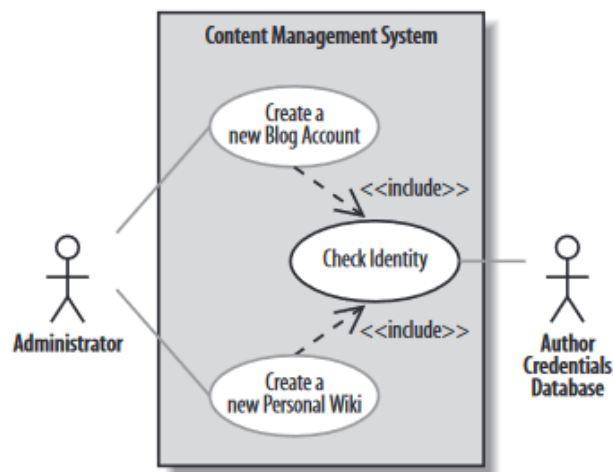 Content Management System
Create a
new Blog Account
<<include>>
Check Identity
<<include>>
Administrator
Author
Credentials
Database
Create a
new Personal Wiki